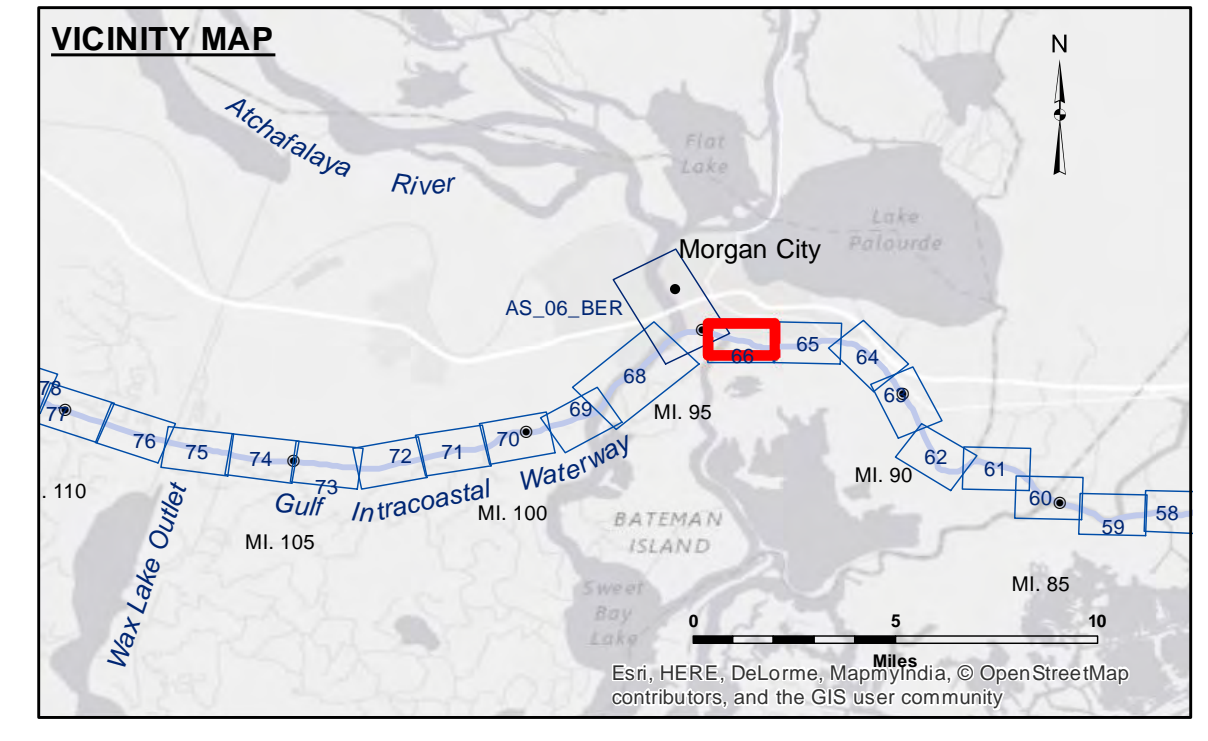 VICINITY MAP
N
Atchafalaya
River
Flat
Lake
Lake
Palourde
Morgan City
AS_06_BER
66
65
64
63
68
MI. 95
69
78
77
76
75
74
73
72
71
70
62
61
60
59
58
. 110
MI. 90
Wax Lake Outlet
Gulf
Intracoastal
Waterway
MI. 100
MI. 105
BATEMAN
ISLAND
Sweet
Bay
Lake
MI. 85
0 5 10
Miles
Esri, HERE, DeLorme, MapmyIndia, © OpenStreetMap
contributors, and the GIS user community